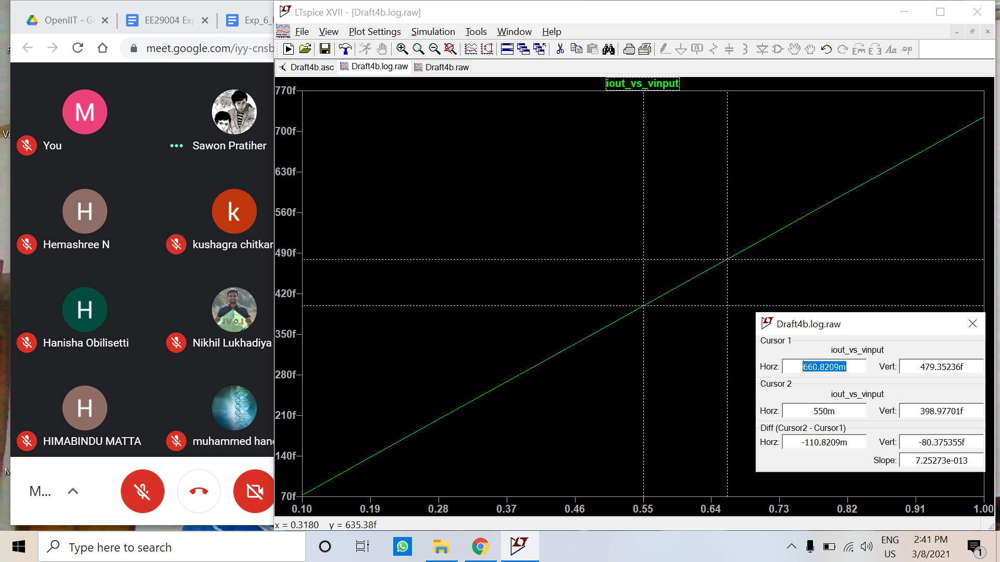 OpenIIT - G
EE29004 Exp
Exp_6_
meet.google.com/iyy-cnsb
M
You
Sawon Pratiher
H
Hemashree N
k
kushagra chitkar
H
Hanisha Obilisetti
LOVE
Nikhil Lukhadiya
H
HIMABINDU MATTA
muhammed han
M...
Vi
LTspice XVII - [Draft4b.log.raw]
File View Plot Settings Simulation Tools Window Help
Aa .op
Draft4b.asc
Draft4b.log.raw
Draft4b.raw
iout_vs_vinput
770f
700f
630f
560f
490f
420f
350f
280f
210f
140f
70f
0.10 0.19 0.28 0.37 0.46 0.55 0.64 0.73 0.82 0.91 1.00
Draft4b.log.raw
Cursor 1
iout_vs_vinput
Horz: 660.8209m Vert: 479.35236f
Cursor 2
iout_vs_vinput
Horz: 550m Vert: 398.97701f
Diff (Cursor2 - Cursor1)
Horz: -110.8209m Vert: -80.375355f
Slope: 7.25273e-013
x = 0.3180 y = 635.38f
Type here to search
ENG
US
2:41 PM
3/8/2021
1